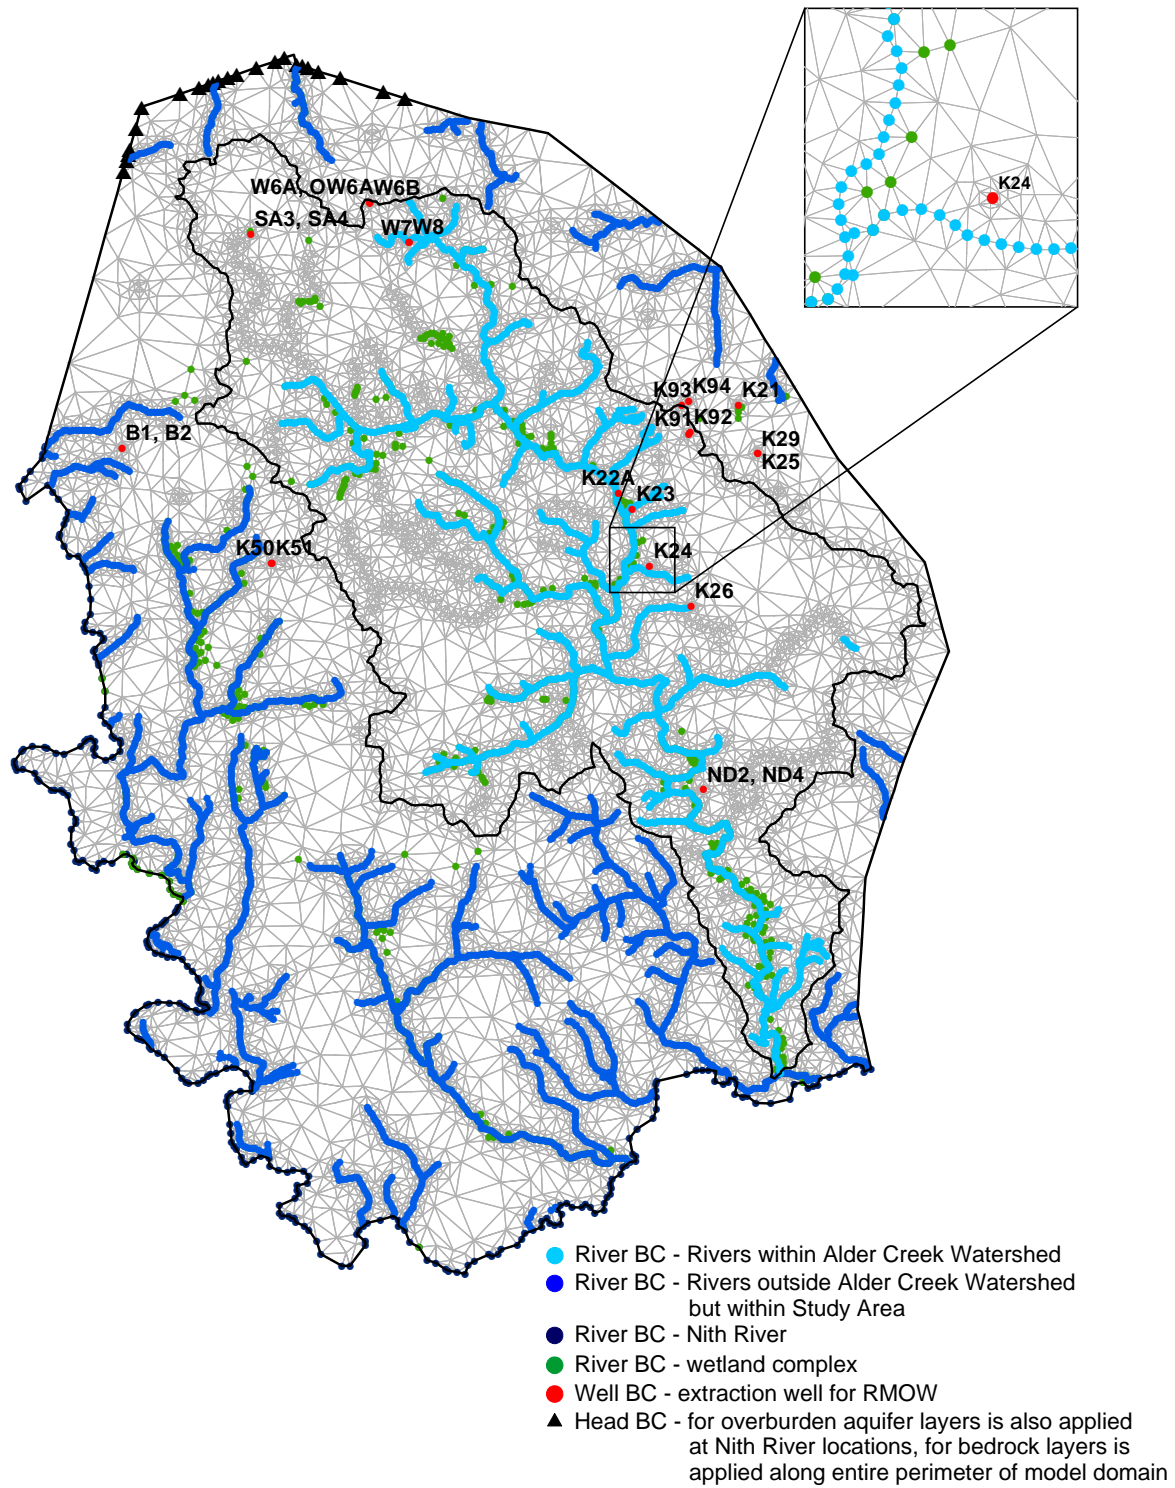 K24
W6A, OW6AW6B
SA3, SA4
W7W8
K93K94
K21
K91K92
B1, B2
K29
K25
K22A
K23
K50K51
K24
K26
ND2, ND4
River BC - Rivers within Alder Creek Watershed
River BC - Rivers outside Alder Creek Watershed
but within Study Area
River BC - Nith River
River BC - wetland complex
Well BC - extraction well for RMOW
Head BC - for overburden aquifer layers is also applied
at Nith River locations, for bedrock layers is
applied along entire perimeter of model domain